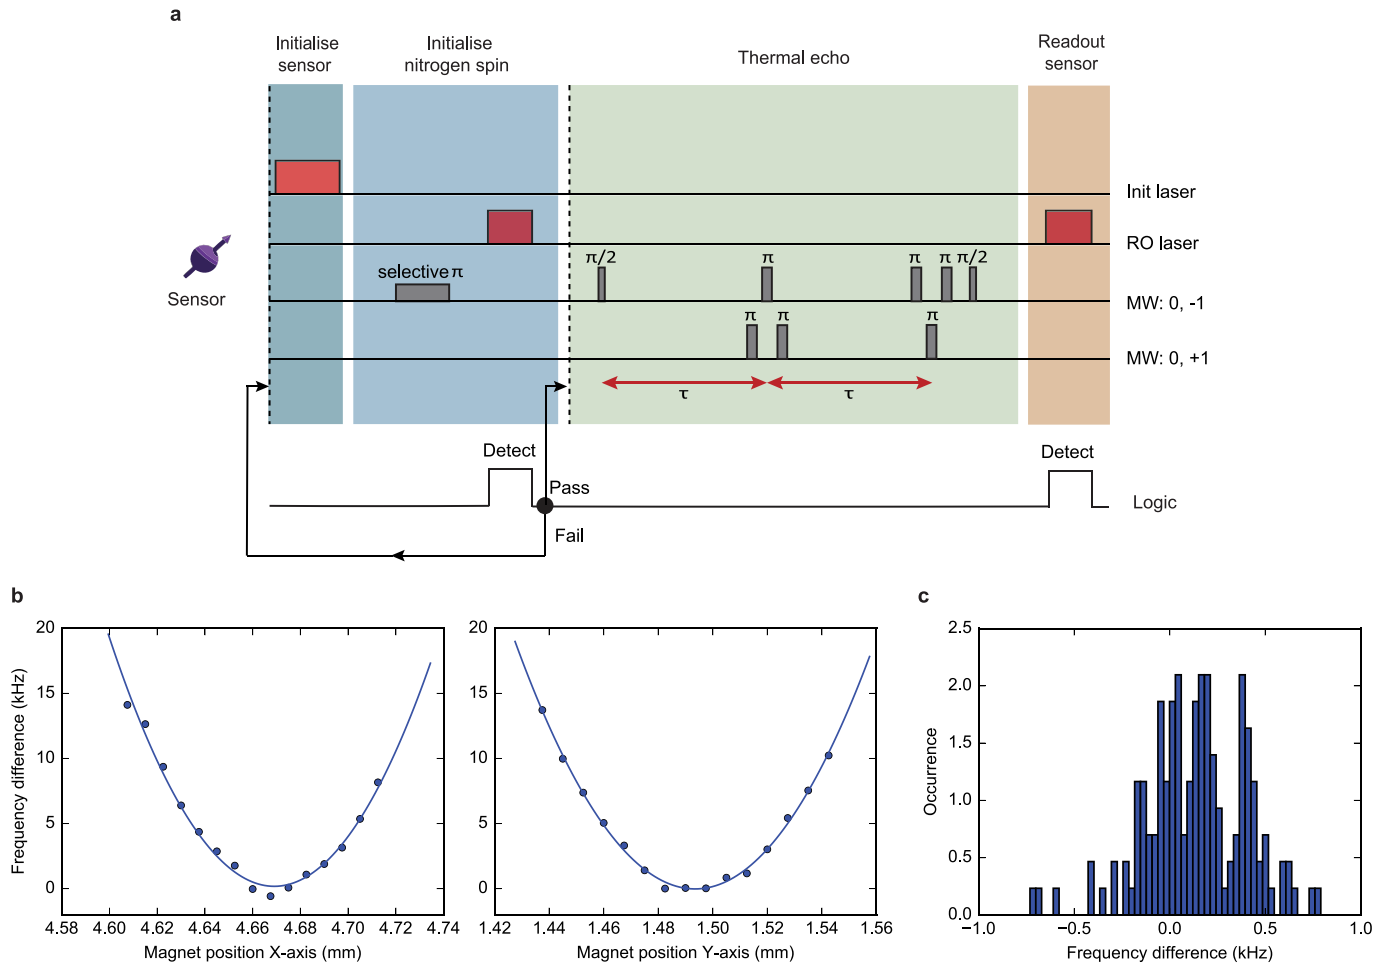 a
Initialise
sensor
Initialise
nitrogen spin
Thermal echo
Readout
sensor
Init laser
RO laser
π/2
π
π
π
π/2
selective π
MW: 0, -1
Sensor
π
π
π
MW: 0, +1
τ
τ
Detect
Detect
Pass
Logic
Fail
b
Frequency difference (kHz)
20
15
10
5
0
4.58
4.60
4.62
4.64
4.66
4.68
4.70
4.72
4.74
Magnet position X-axis (mm)
20
15
10
5
0
1.42
1.44
1.46
1.48
1.50
1.52
1.54
1.56
Magnet position Y-axis (mm)
c
Occurrence
2.5
2.0
1.5
1.0
0.5
0.0
−1.0
−0.5
0.0
0.5
1.0
Frequency difference (kHz)